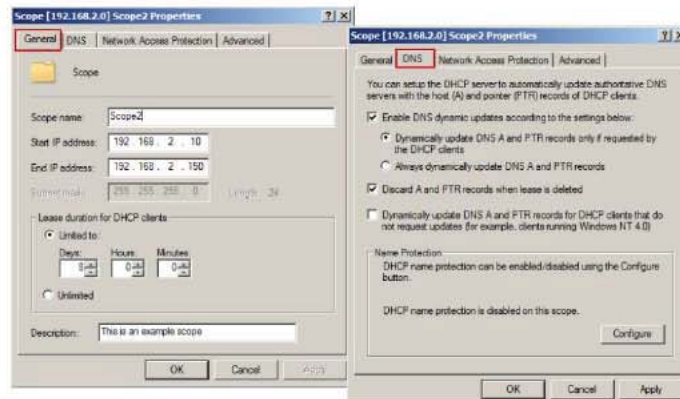 Scope [192.168.2.0] Scope2 Properties
General DNS Network Access Protection Advanced
Scope
Scope name: Scope2
Start IP address: 192 . 168 . 2 . 10
End IP address: 192 . 168 . 2 . 150
Subnet mask: 255 . 255 . 255 . 0 Length: 24
Lease duration for DHCP clients
Limited to:
Days: Hours: Minutes:
8 0 0
Unlimited
Description: This is an example scope
OK Cancel Apply
Scope [192.168.2.0] Scope2 Properties
General DNS Network Access Protection Advanced
You can setup the DHCP server to automatically update authoritative DNS
servers with the host (A) and pointer (PTR) records of DHCP clients.
Enable DNS dynamic updates according to the settings below:
Dynamically update DNS A and PTR records only if requested by
the DHCP clients
Always dynamically update DNS A and PTR records
Discard A and PTR records when lease is deleted
Dynamically update DNS A and PTR records for DHCP clients that do
not request updates (for example, clients running Windows NT 4.0)
Name Protection
DHCP name protection can be enabled/disabled using the Configure
button.
DHCP name protection is disabled on this scope.
Configure
OK Cancel Apply